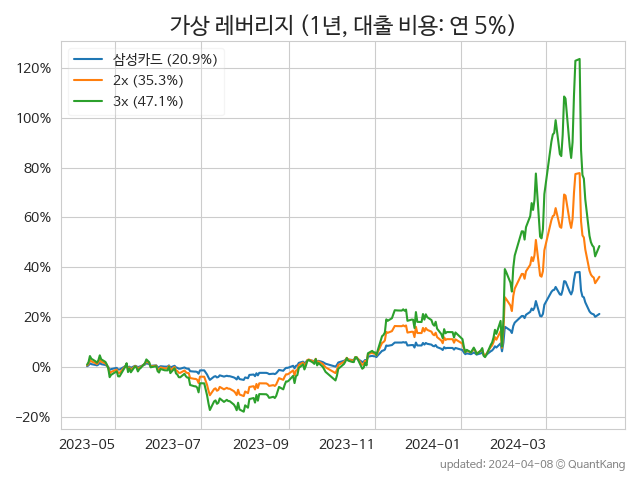 가상 레버리지 (1년, 대출 비용: 연 5%)
삼성카드 (20.9%)
2x (35.3%)
3x (47.1%)
120%
100%
80%
60%
40%
20%
0%
−20%
2023-05
2023-07
2023-09
2023-11
2024-01
2024-03
updated: 2024-04-08 © QuantKang